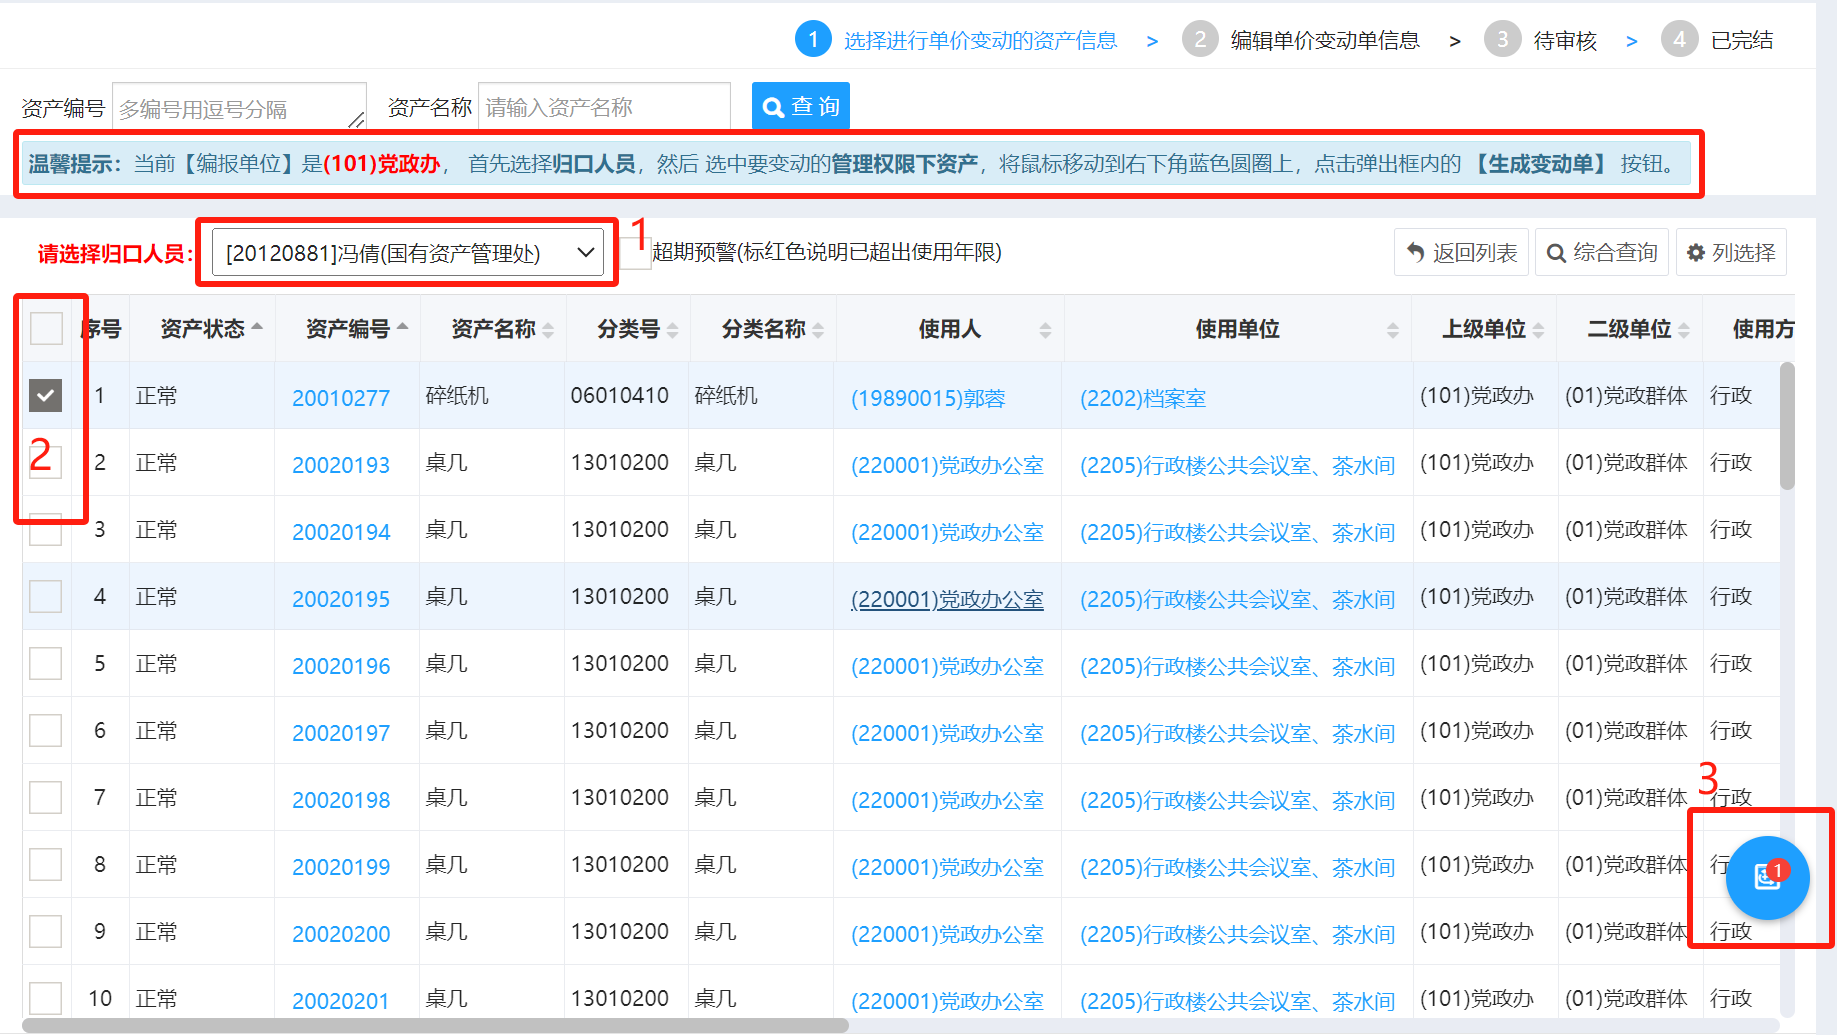 1 选择进行单价变动的资产信息 > 2 编辑单价变动单信息 > 3 待审核 > 4 已完结
资产编号 多编号用逗号分隔 资产名称 请输入资产名称 查 询
温馨提示：当前【编报单位】是(101)党政办， 首先选择归口人员，然后 选中要变动的管理权限下资产，将鼠标移动到右下角蓝色圆圈上，点击弹出框内的 【生成变动单】 按钮。
请选择归口人员： [20120881]冯倩(国有资产管理处) 1 超期预警(标红色说明已超出使用年限) 返回列表 综合查询 列选择
序号 资产状态 资产编号 资产名称 分类号 分类名称 使用人 使用单位 上级单位 二级单位 使用方
1 正常 20010277 碎纸机 06010410 碎纸机 (19890015)郭蓉 (2202)档案室 (101)党政办 (01)党政群体 行政
2 2 正常 20020193 桌几 13010200 桌几 (220001)党政办公室 (2205)行政楼公共会议室、茶水间 (101)党政办 (01)党政群体 行政
3 正常 20020194 桌几 13010200 桌几 (220001)党政办公室 (2205)行政楼公共会议室、茶水间 (101)党政办 (01)党政群体 行政
4 正常 20020195 桌几 13010200 桌几 (220001)党政办公室 (2205)行政楼公共会议室、茶水间 (101)党政办 (01)党政群体 行政
5 正常 20020196 桌几 13010200 桌几 (220001)党政办公室 (2205)行政楼公共会议室、茶水间 (101)党政办 (01)党政群体 行政
6 正常 20020197 桌几 13010200 桌几 (220001)党政办公室 (2205)行政楼公共会议室、茶水间 (101)党政办 (01)党政群体 行政
3
7 正常 20020198 桌几 13010200 桌几 (220001)党政办公室 (2205)行政楼公共会议室、茶水间 (101)党政办 (01)党政群体 行政
8 正常 20020199 桌几 13010200 桌几 (220001)党政办公室 (2205)行政楼公共会议室、茶水间 (101)党政办 (01)党政群体 行 1
9 正常 20020200 桌几 13010200 桌几 (220001)党政办公室 (2205)行政楼公共会议室、茶水间 (101)党政办 (01)党政群体 行政
10 正常 20020201 桌几 13010200 桌几 (220001)党政办公室 (2205)行政楼公共会议室、茶水间 (101)党政办 (01)党政群体 行政